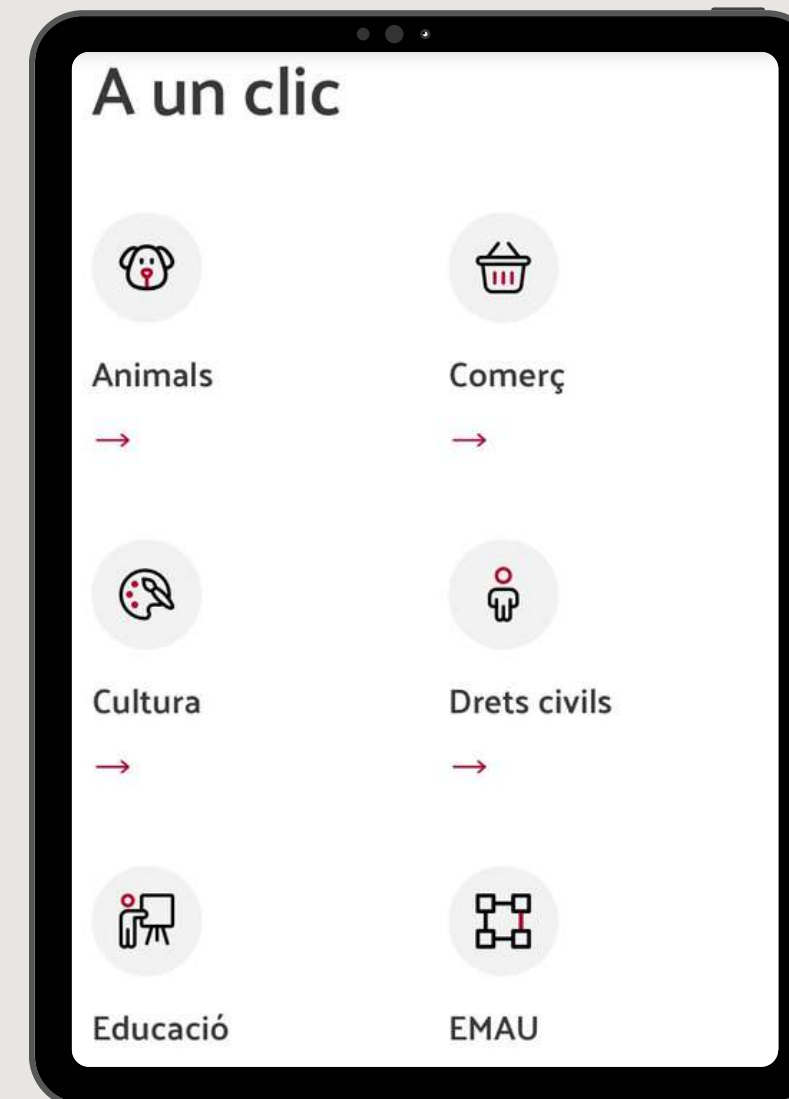 A un clic
Animals
Comerç
Cultura
Drets civils
Educació
EMAU